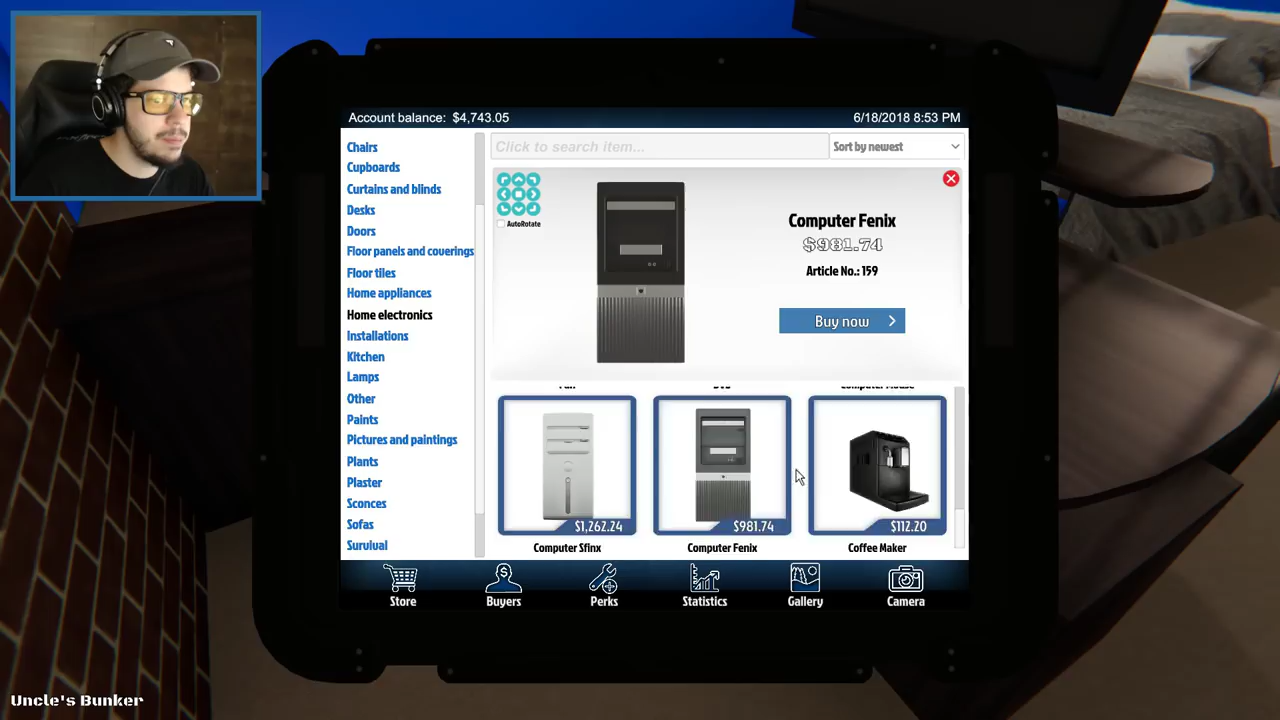 Account balance: $4,743.05
6/18/2018 8:53 PM
Chairs
Cupboards
Curtains and blinds
Desks
Doors
Floor panels and coverings
Floor tiles
Home appliances
Home electronics
Installations
Kitchen
Lamps
Other
Paints
Pictures and paintings
Plants
Plaster
Sconces
Sofas
Survival
Click to search item...
Sort by newest
AutoRotate
Computer Fenix
$981.74
Article No.: 159
Buy now
Fan
DVD
Computer Mouse
$1,262.24
$981.74
$112.20
Computer Sfinx
Computer Fenix
Coffee Maker
Store
Buyers
Perks
Statistics
Gallery
Camera
Uncle's Bunker